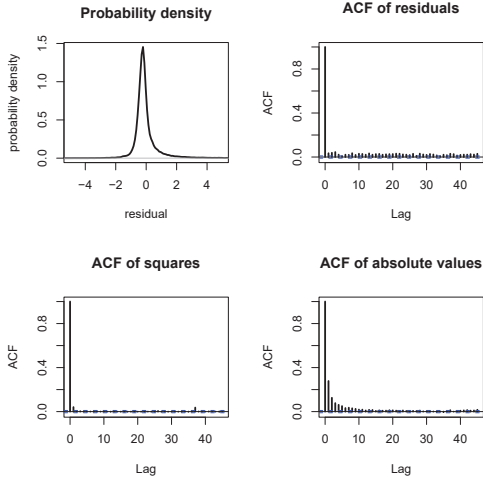 Probability density
probability density
0.0 0.5 1.0 1.5
−4 −2 0 2 4
residual
ACF of residuals
ACF
0.0 0.4 0.8
0 10 20 30 40
Lag
ACF of squares
ACF
0.0 0.4 0.8
0 10 20 30 40
Lag
ACF of absolute values
ACF
0.0 0.4 0.8
0 10 20 30 40
Lag